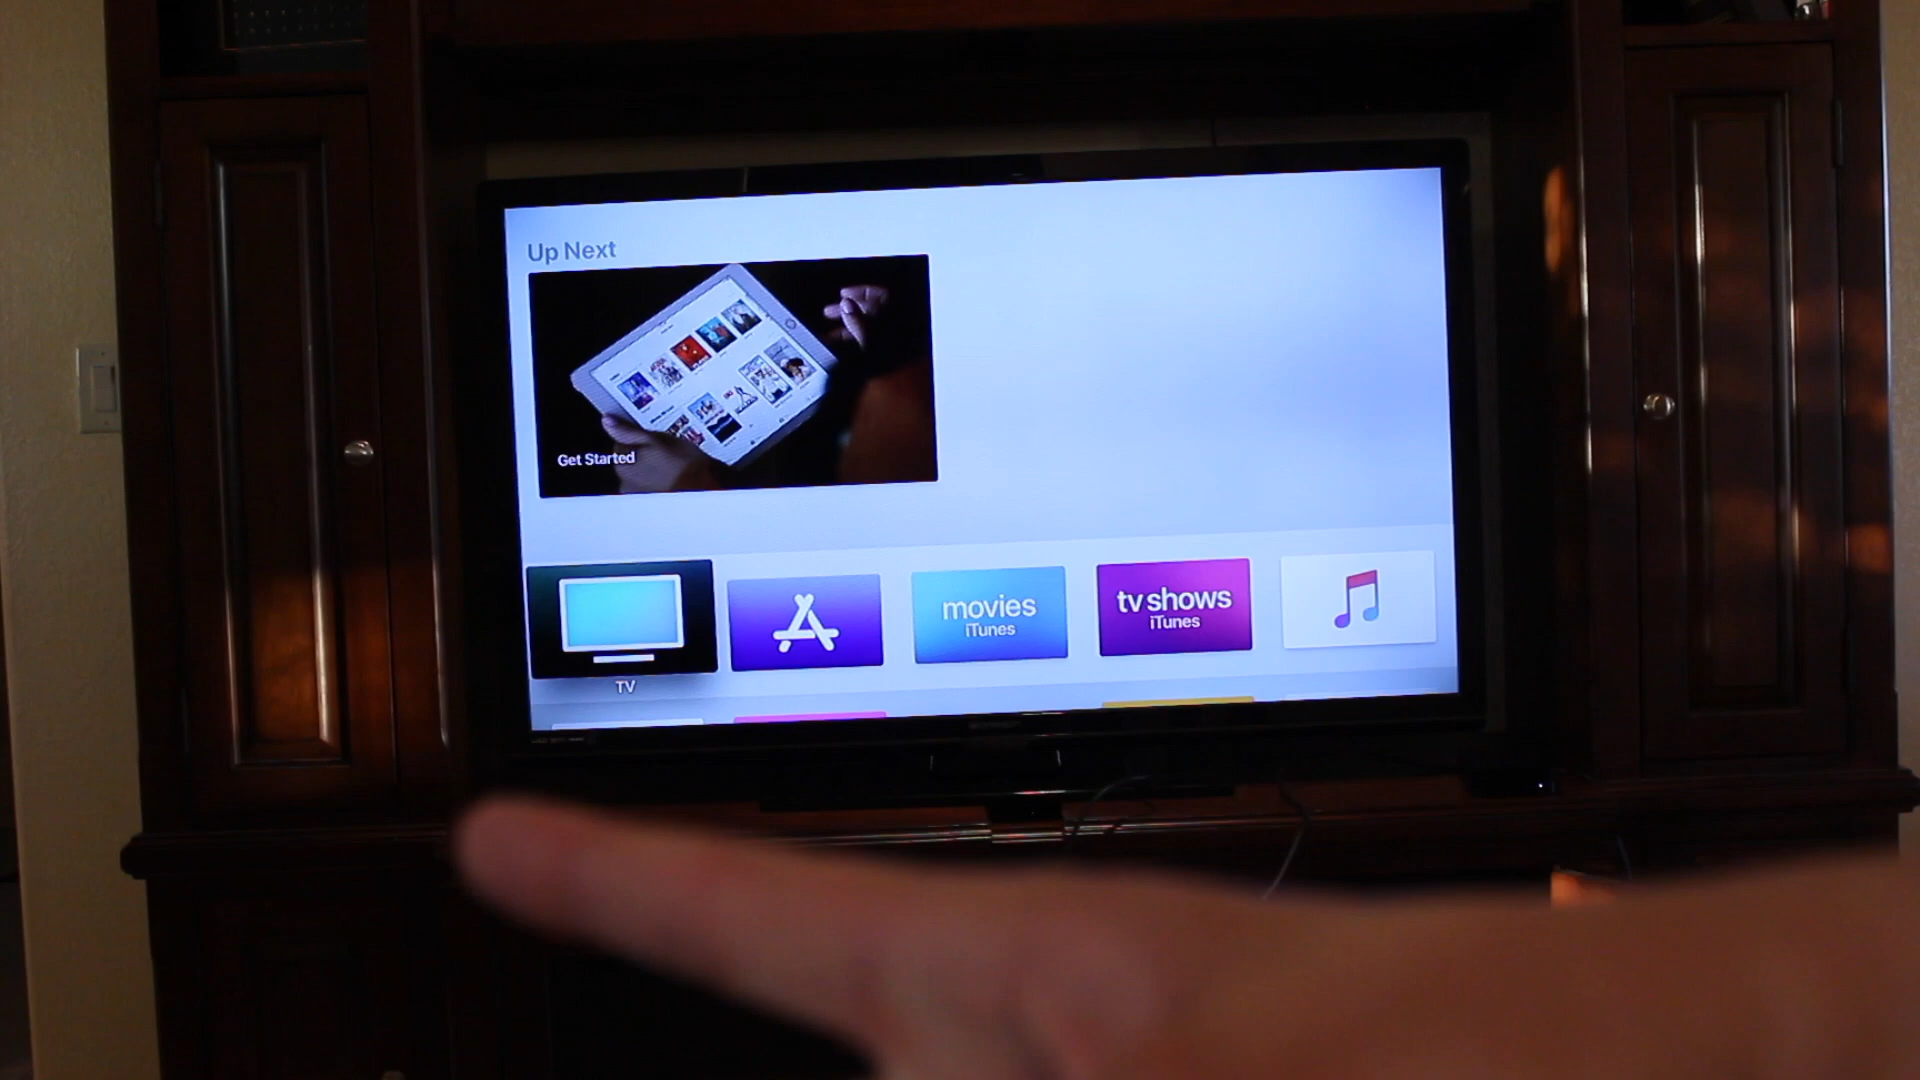 Up Next
Get Started
movies
iTunes
tv shows
iTunes
TV